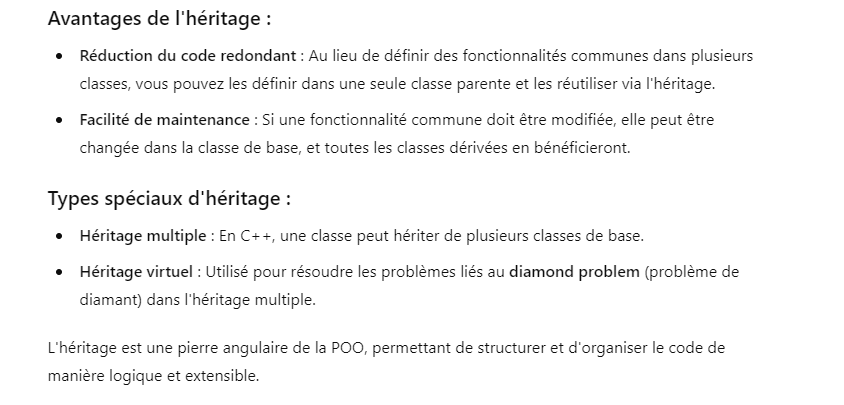 Avantages de l'héritage :
• Réduction du code redondant : Au lieu de définir des fonctionnalités communes dans plusieurs
classes, vous pouvez les définir dans une seule classe parente et les réutiliser via l'héritage.
• Facilité de maintenance : Si une fonctionnalité commune doit être modifiée, elle peut être
changée dans la classe de base, et toutes les classes dérivées en bénéficieront.
Types spéciaux d'héritage :
• Héritage multiple : En C++, une classe peut hériter de plusieurs classes de base.
• Héritage virtuel : Utilisé pour résoudre les problèmes liés au diamond problem (problème de
diamant) dans l'héritage multiple.
L'héritage est une pierre angulaire de la POO, permettant de structurer et d'organiser le code de
manière logique et extensible.